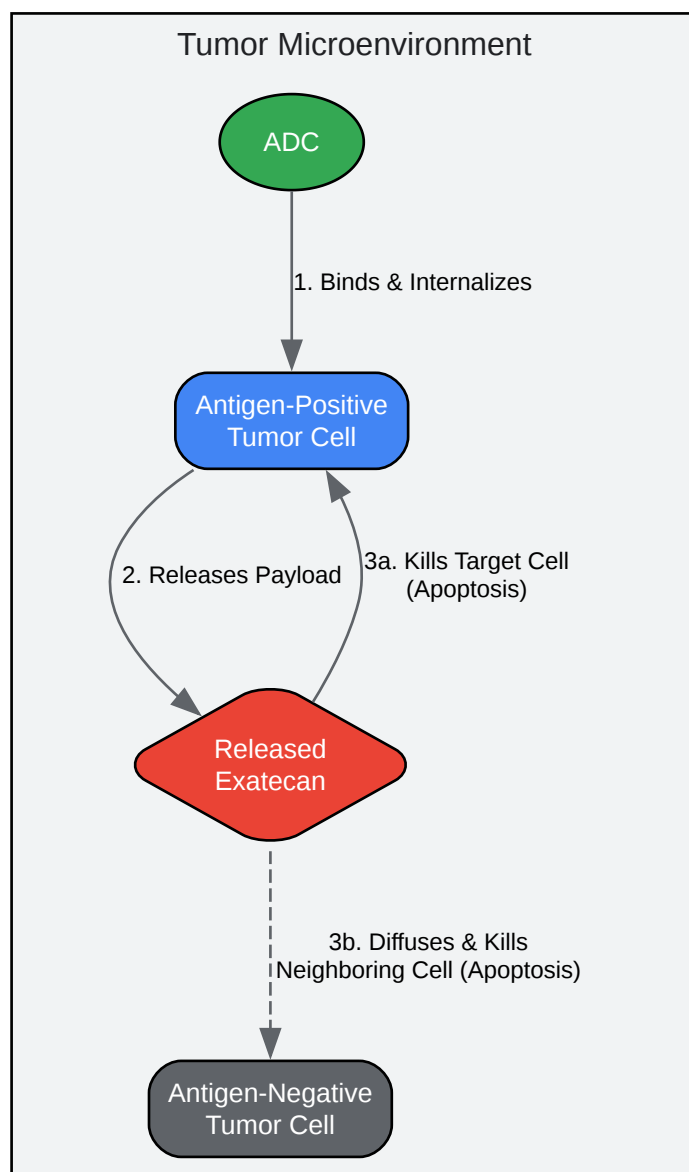 Tumor Microenvironment
ADC
1. Binds & Internalizes
Antigen-Positive
Tumor Cell
2. Releases Payload
3a. Kills Target Cell
(Apoptosis)
Released
Exatecan
3b. Diffuses & Kills
Neighboring Cell (Apoptosis)
Antigen-Negative
Tumor Cell